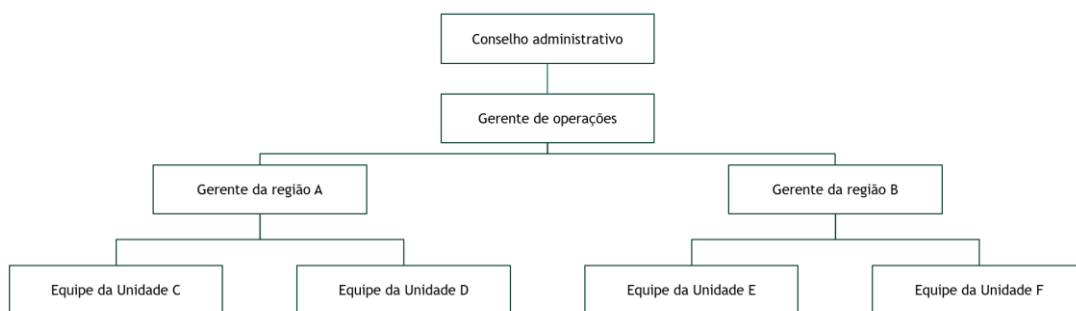 Conselho administrativo
Gerente de operações
Gerente da região A
Gerente da região B
Equipe da Unidade C
Equipe da Unidade D
Equipe da Unidade E
Equipe da Unidade F